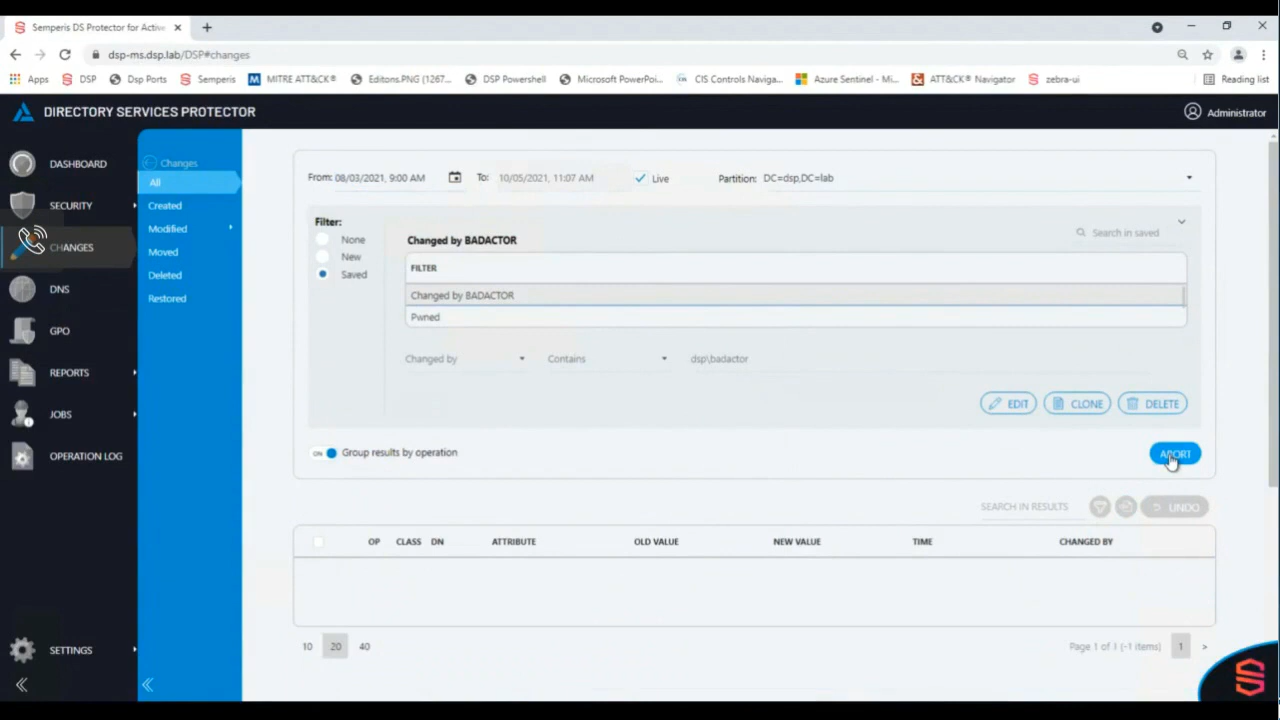 Semperis DS Protector for Active
dsp-ms.dsp.lab/DSP#changes
Apps DSP Dsp Ports Semperis MITRE ATT&CK® Editons.PNG (1267... DSP Powershell Microsoft PowerPoi... CIS Controls Naviga... Azure Sentinel - Mi... ATT&CK® Navigator zebra-ui Reading list
DIRECTORY SERVICES PROTECTOR Administrator
DASHBOARD
SECURITY
CHANGES
DNS
GPO
REPORTS
JOBS
OPERATION LOG
SETTINGS
Changes
All
Created
Modified
Moved
Deleted
Restored
From: 08/03/2021, 9:00 AM To: 10/05/2021, 11:07 AM Live Partition: DC=dsp,DC=lab
Filter:
None
New
Saved
Changed by BADACTOR Search in saved
FILTER
Changed by BADACTOR
Pwned
Changed by Contains dsp\badactor
EDIT CLONE DELETE
ON Group results by operation ABORT
SEARCH IN RESULTS UNDO
OP CLASS DN ATTRIBUTE OLD VALUE NEW VALUE TIME CHANGED BY
10 20 40 Page 1 of 1 (-1 items) 1 >